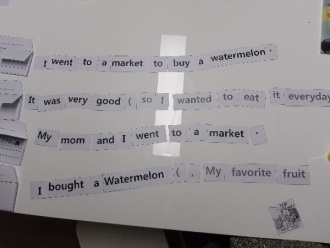 I went to a market to buy a watermelon.
It was very good ( so I wanted to eat it everyday
My mom and I went to a market .
I bought a Watermelon ( , My favorite fruit